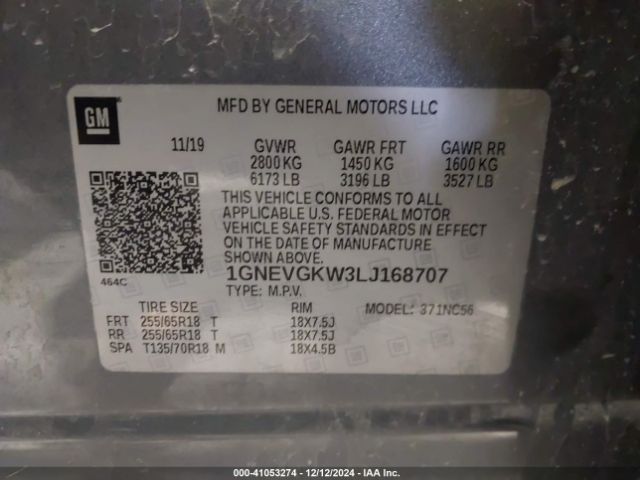 GM
MFD BY GENERAL MOTORS LLC
11/19 GVWR GAWR FRT GAWR RR
2800 KG 1450 KG 1600 KG
6173 LB 3196 LB 3527 LB
THIS VEHICLE CONFORMS TO ALL
APPLICABLE U.S. FEDERAL MOTOR
VEHICLE SAFETY STANDARDS IN EFFECT
ON THE DATE OF MANUFACTURE
SHOWN ABOVE.
464C
1GNEVGKW3LJ168707
TYPE: M.P.V.
TIRE SIZE RIM MODEL: 371NC56
FRT 255/65R18 T 18X7.5J
RR 255/65R18 T 18X7.5J
SPA T135/70R18 M 18X4.5B
000-41053274 - 12/12/2024 - IAA Inc.